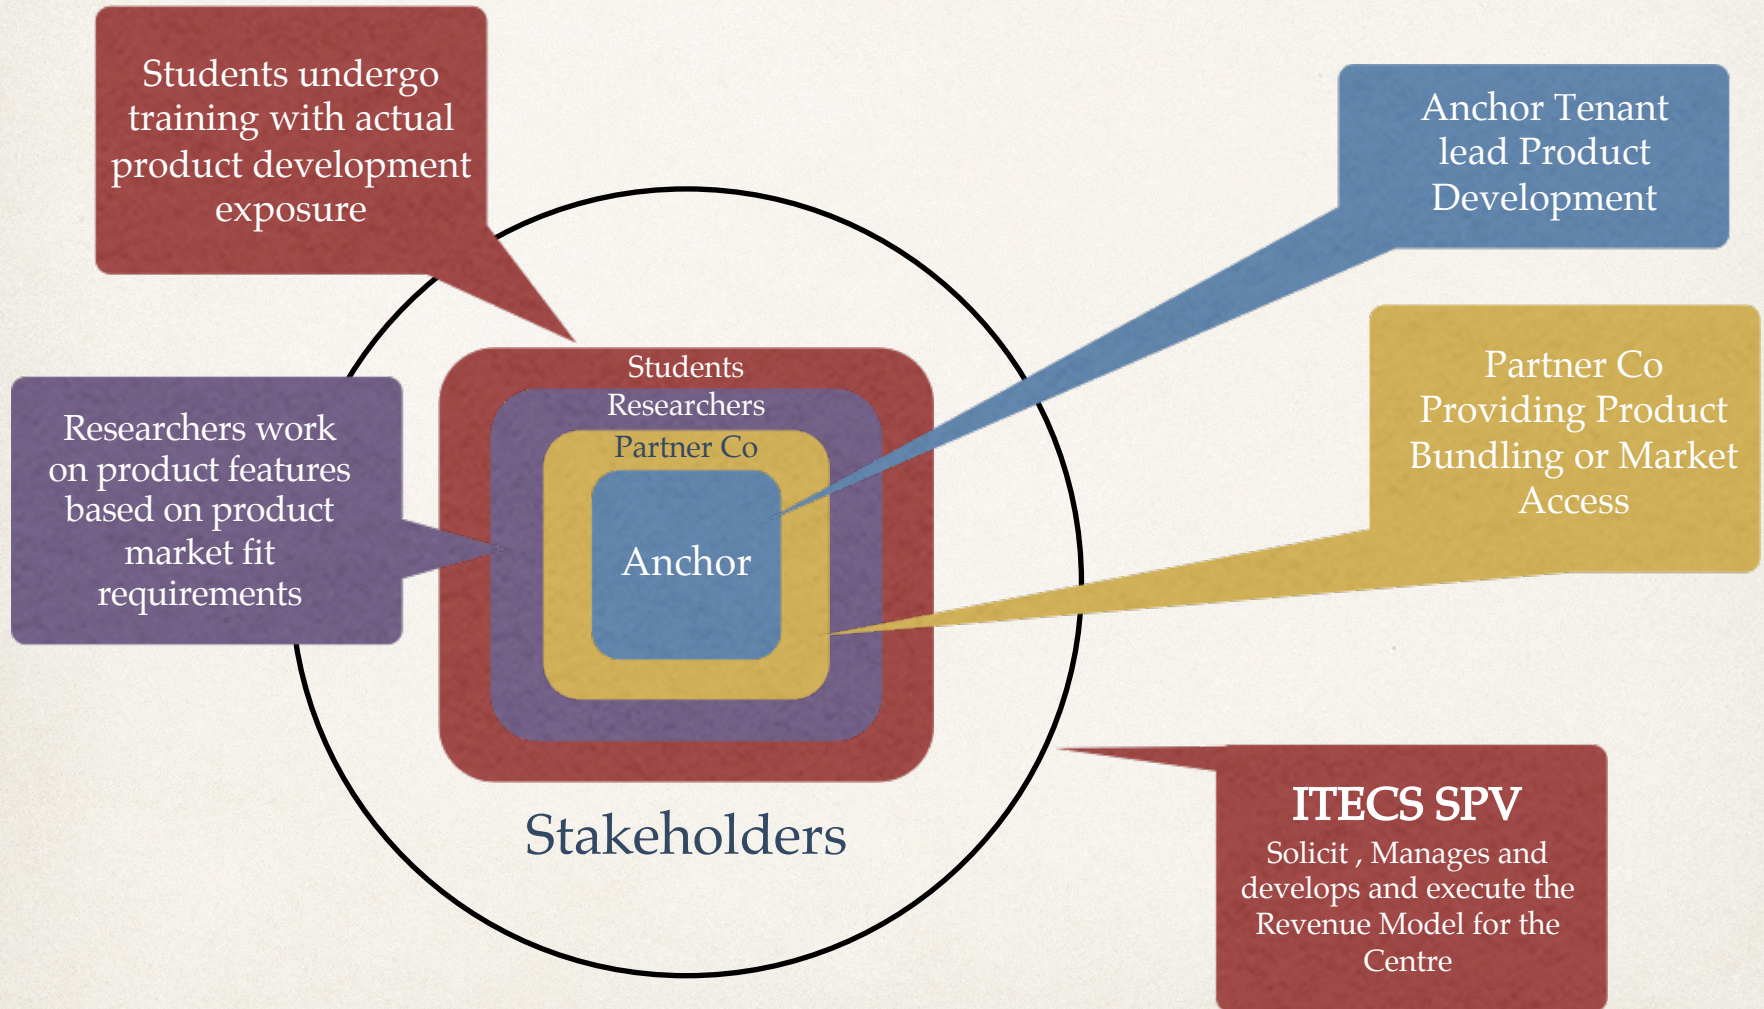 Students undergo
training with actual
product development
exposure
Anchor Tenant
lead Product
Development
Partner Co
Providing Product
Bundling or Market
Access
Researchers work
on product features
based on product
market fit
requirements
Students
Researchers
Partner Co
Anchor
Stakeholders
ITECS SPV
Solicit , Manages and
develops and execute the
Revenue Model for the
Centre